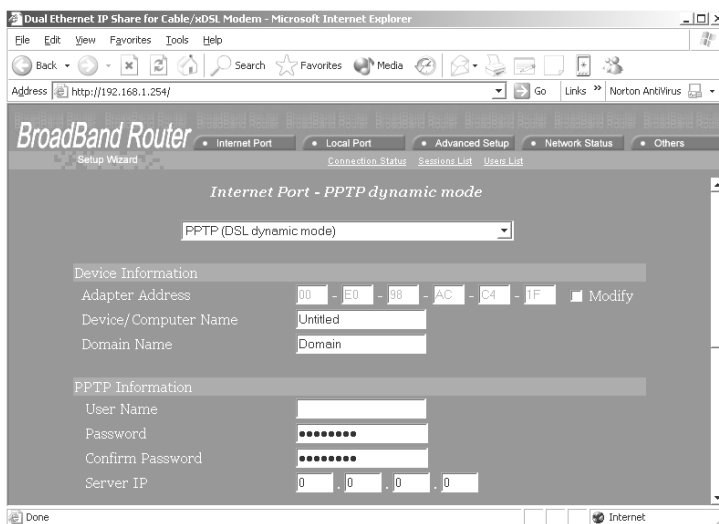 Dual Ethernet IP Share for Cable/xDSL Modem - Microsoft Internet Explorer
File Edit View Favorites Tools Help
Back Search Favorites Media
Address http://192.168.1.254/ Go Links » Norton AntiVirus
BroadBand Router
Internet Port Local Port Advanced Setup Network Status Others
Setup Wizard Connection Status Sessions List Users List
Internet Port - PPTP dynamic mode
PPTP (DSL dynamic mode)
Device Information
Adapter Address 00 - E0 - 98 - AC - C4 - 1F Modify
Device/Computer Name Untitled
Domain Name Domain
PPTP Information
User Name
Password ●●●●●●●●
Confirm Password ●●●●●●●●
Server IP 0 . 0 . 0 . 0
Done Internet